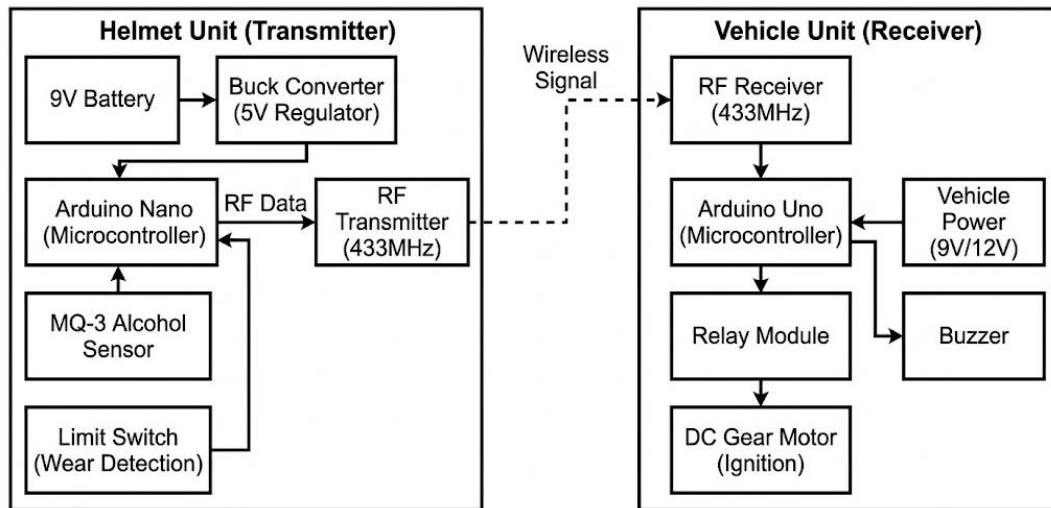 Helmet Unit (Transmitter)
9V Battery
Buck Converter
(5V Regulator)
Arduino Nano
(Microcontroller)
RF Data
RF
Transmitter
(433MHz)
MQ-3 Alcohol
Sensor
Limit Switch
(Wear Detection)
Wireless
Signal
Vehicle Unit (Receiver)
RF Receiver
(433MHz)
Arduino Uno
(Microcontroller)
Vehicle
Power
(9V/12V)
Relay Module
Buzzer
DC Gear Motor
(Ignition)